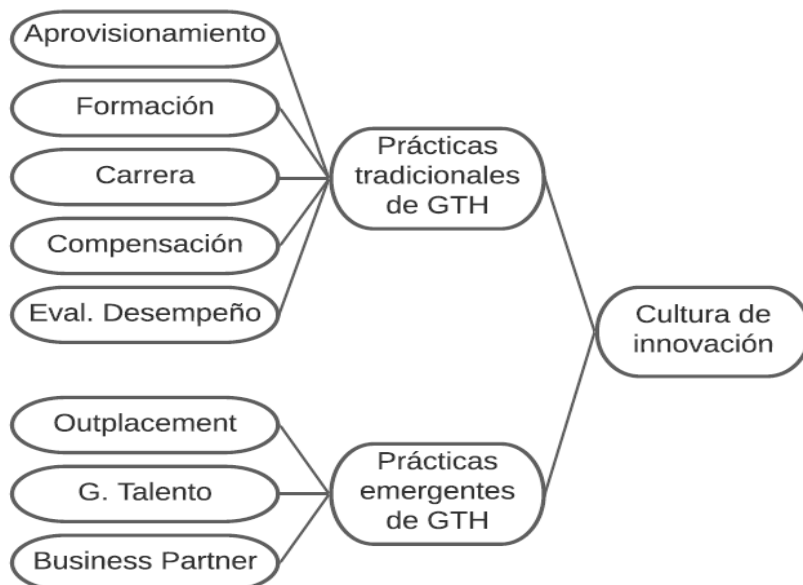 Aprovisionamiento
Formación
Carrera
Compensación
Eval. Desempeño
Prácticas
tradicionales
de GTH
Outplacement
G. Talento
Business Partner
Prácticas
emergentes
de GTH
Cultura de
innovación